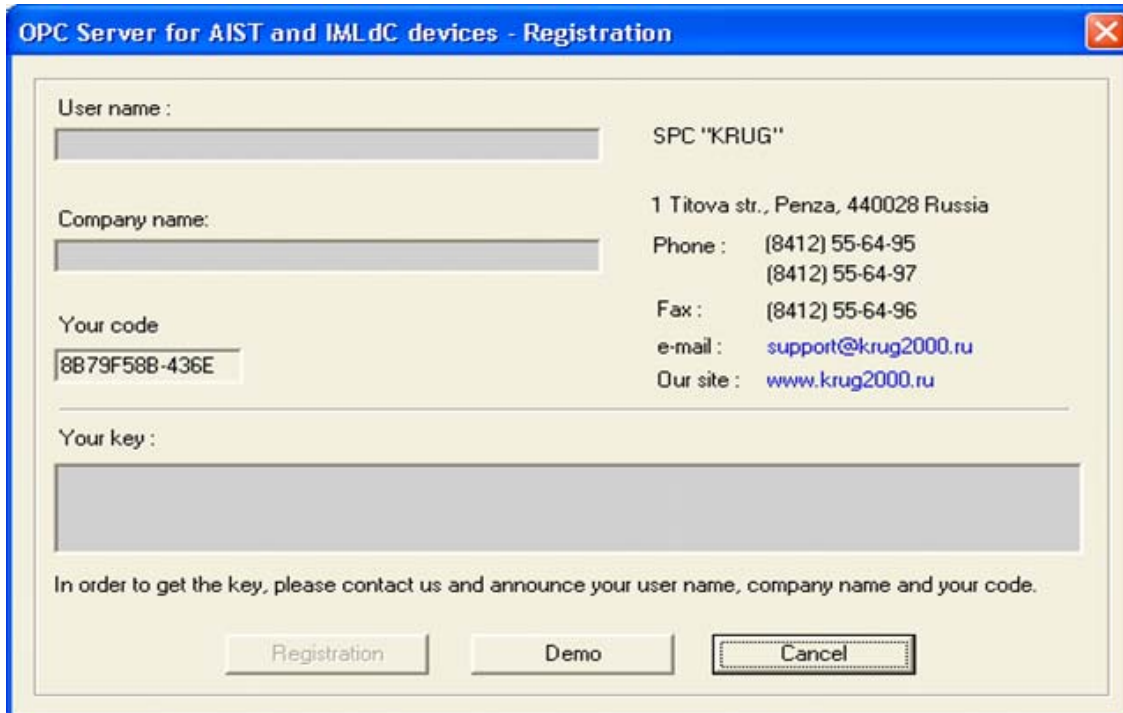 OPC Server for AIST and IMLdC devices - Registration
User name :
SPC "KRUG"
1 Titova str., Penza, 440028 Russia
Company name:
Phone : (8412) 55-64-95
(8412) 55-64-97
Fax : (8412) 55-64-96
Your code
e-mail : support@krug2000.ru
8B79F58B-436E
Our site : www.krug2000.ru
Your key :
In order to get the key, please contact us and announce your user name, company name and your code.
Registration
Demo
Cancel